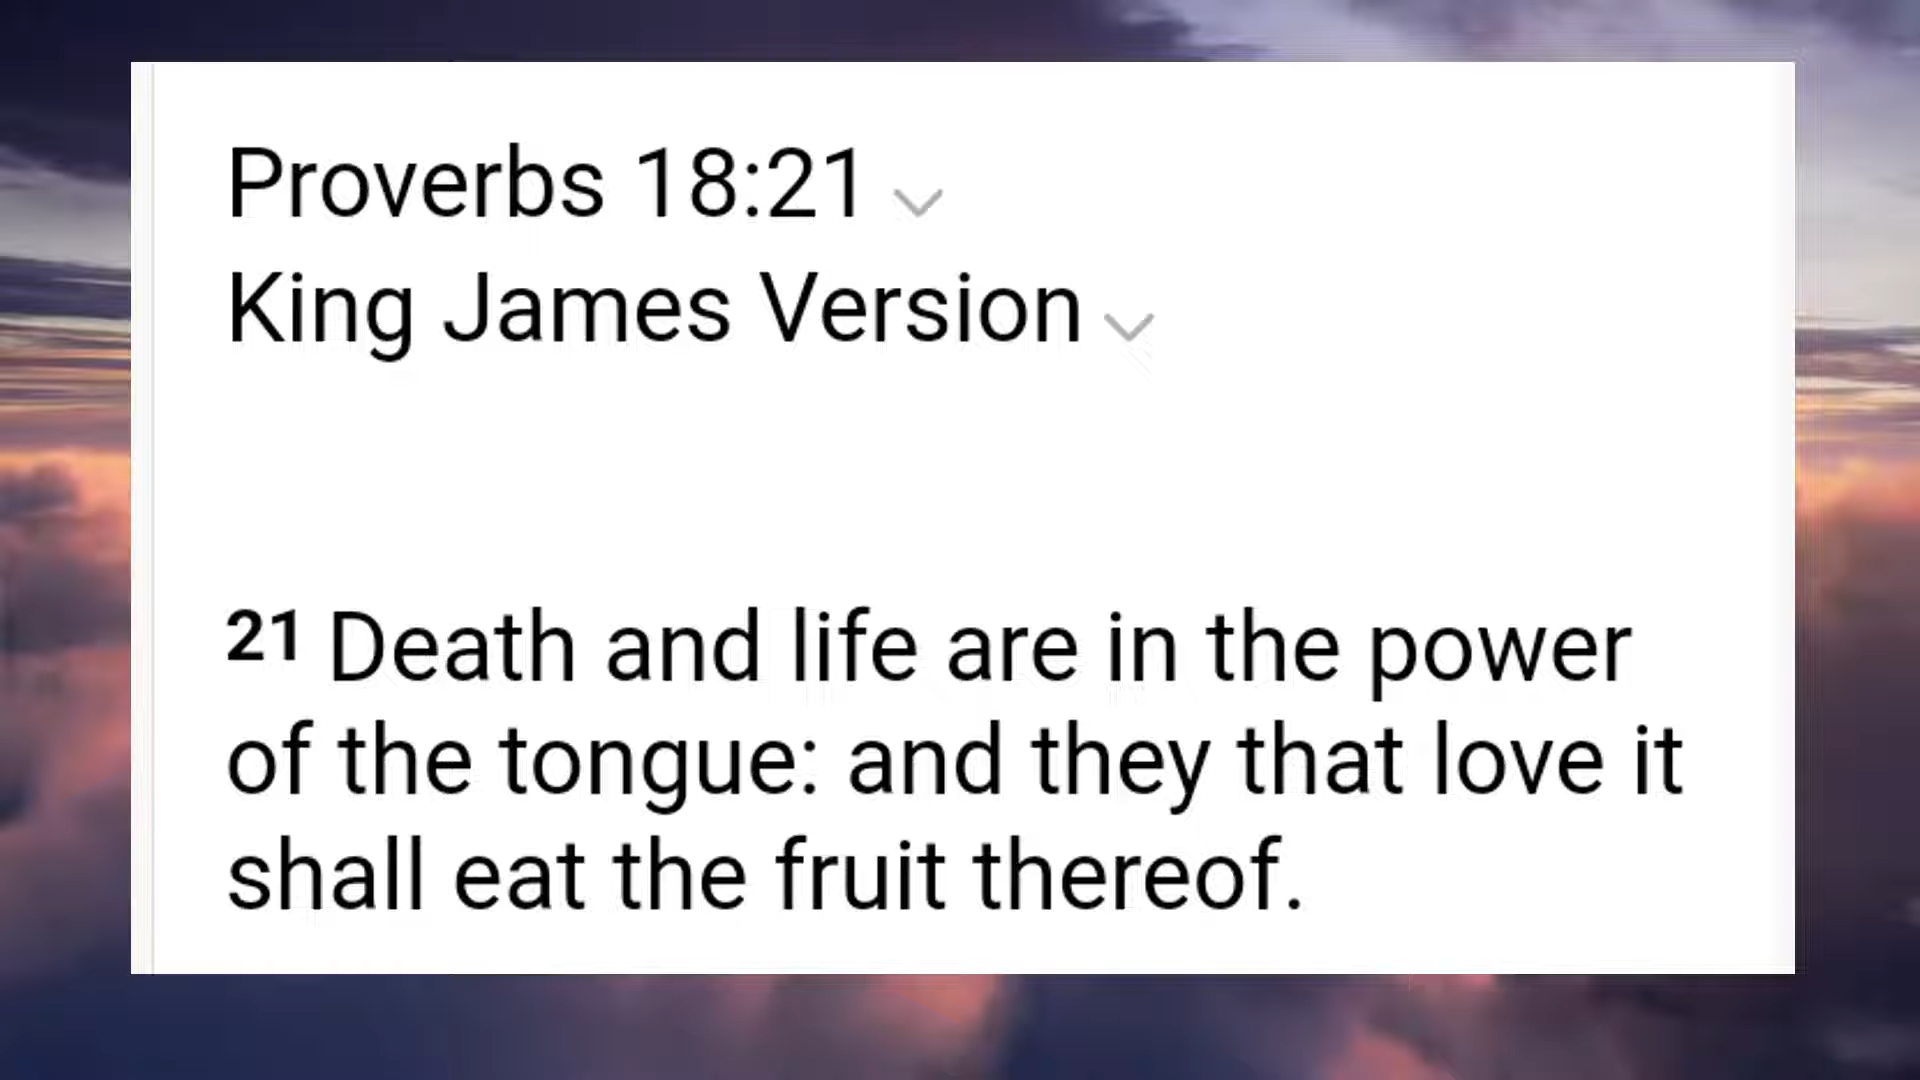 Proverbs 18:21
King James Version
21 Death and life are in the power
of the tongue: and they that love it
shall eat the fruit thereof.